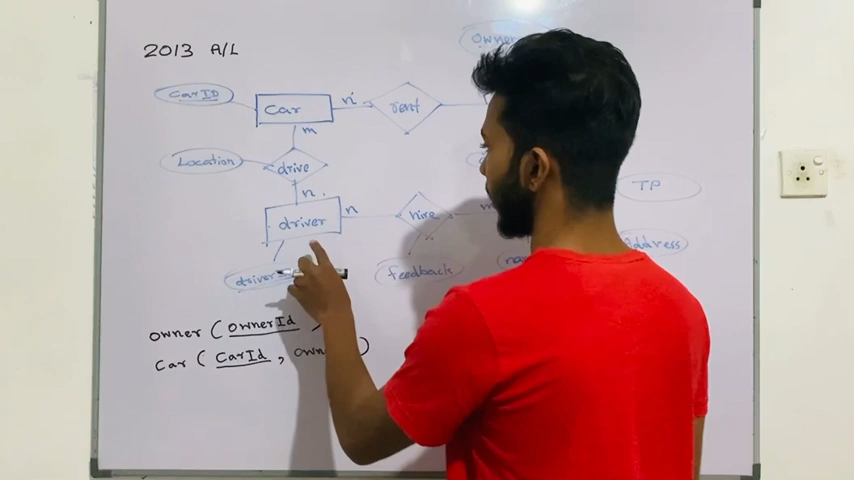 2013 A/L
Owner
CarID
Car
n
rent
m
Location
drive
n
TP
driver
n
hire
m
Address
driver
feedback
owner ( ownerId
Car ( CarId , own )